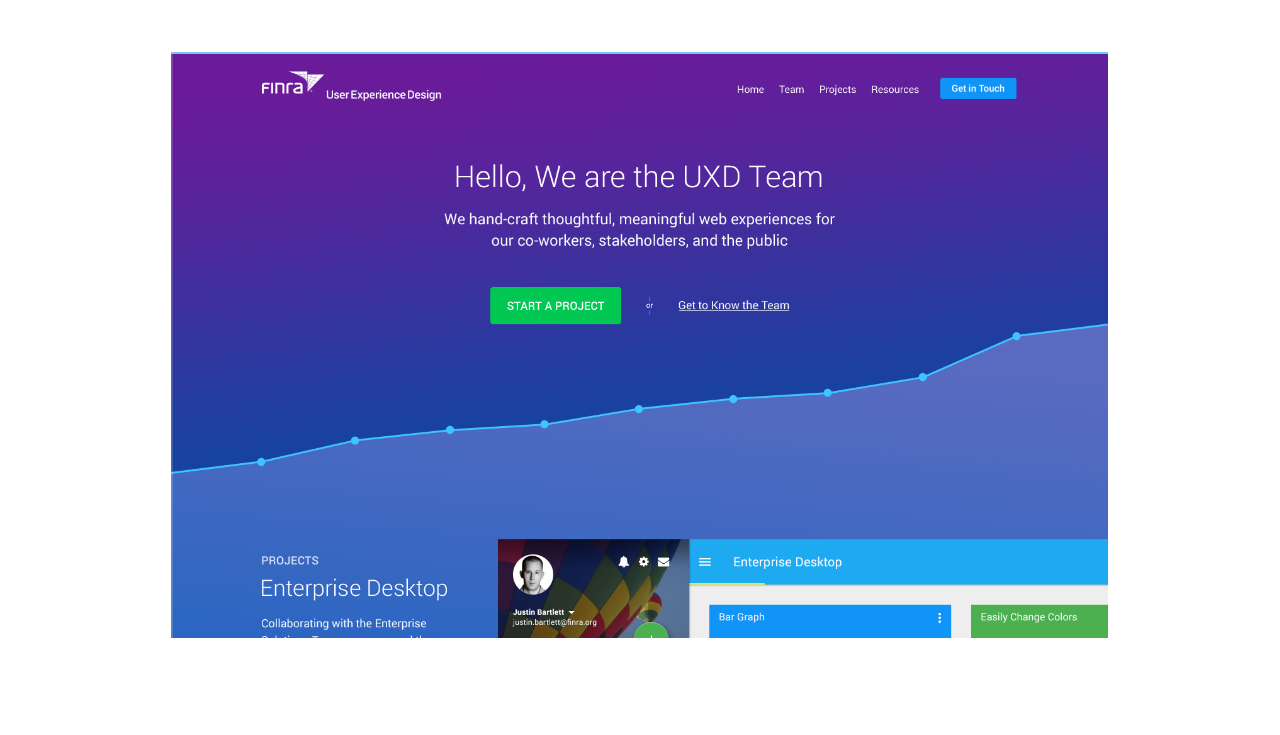 FINRA User Experience Design
Home Team Projects Resources Get in Touch
Hello, We are the UXD Team
We hand-craft thoughtful, meaningful web experiences for
our co-workers, stakeholders, and the public
START A PROJECT or Get to Know the Team
PROJECTS
Enterprise Desktop
Collaborating with the Enterprise
Justin Bartlett
justin.bartlett@finra.org
Enterprise Desktop
Bar Graph
Easily Change Colors